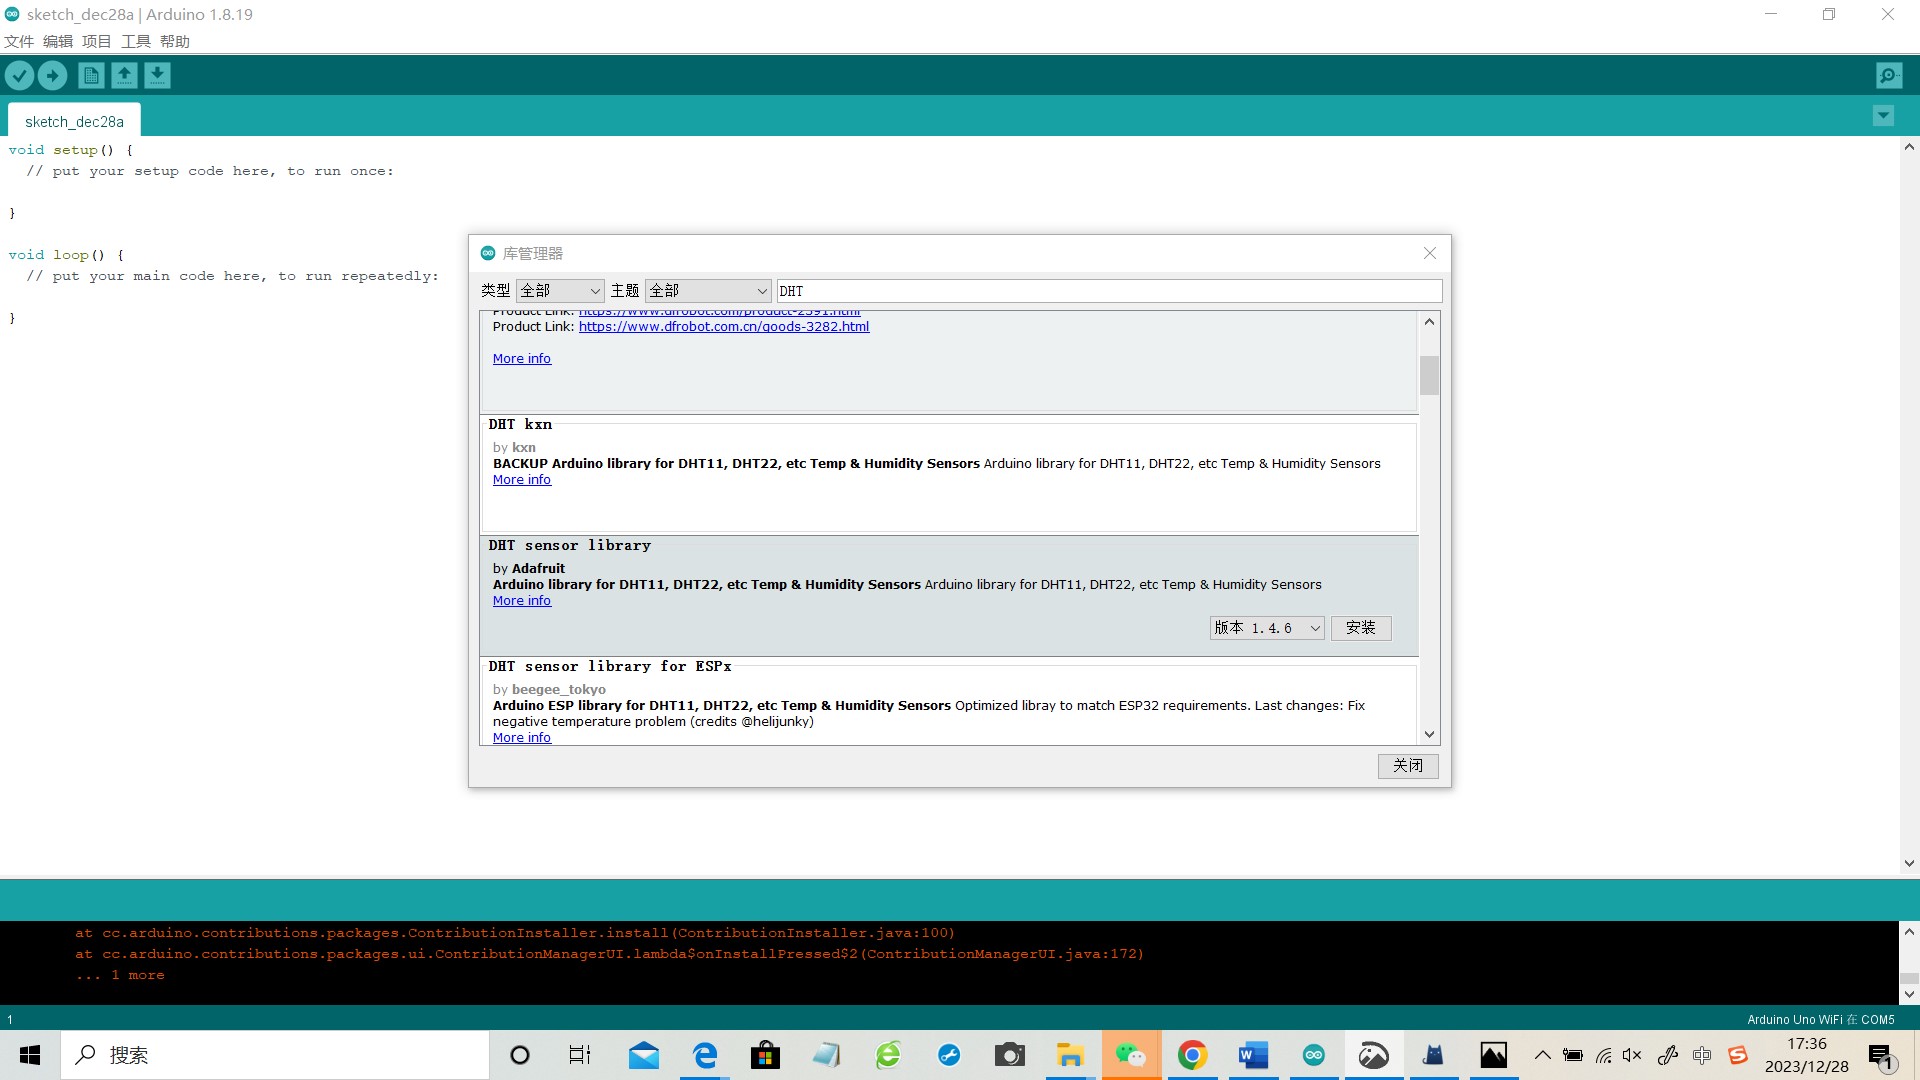 sketch_dec28a | Arduino 1.8.19
文件 编辑 项目 工具 帮助
sketch_dec28a
void setup() {
// put your setup code here, to run once:
}
void loop() {
// put your main code here, to run repeatedly:
}
库管理器
类型 全部 主题 全部 DHT
Product Link: https://www.dfrobot.com/product-2391.html
Product Link: https://www.dfrobot.com.cn/goods-3282.html
More info
DHT kxn
by kxn
BACKUP Arduino library for DHT11, DHT22, etc Temp & Humidity Sensors Arduino library for DHT11, DHT22, etc Temp & Humidity Sensors
More info
DHT sensor library
by Adafruit
Arduino library for DHT11, DHT22, etc Temp & Humidity Sensors Arduino library for DHT11, DHT22, etc Temp & Humidity Sensors
More info
版本 1.4.6 安装
DHT sensor library for ESPx
by beegee_tokyo
Arduino ESP library for DHT11, DHT22, etc Temp & Humidity Sensors Optimized libray to match ESP32 requirements. Last changes: Fix
negative temperature problem (credits @helijunky)
More info
关闭
at cc.arduino.contributions.packages.ContributionInstaller.install(ContributionInstaller.java:100)
at cc.arduino.contributions.packages.ui.ContributionManagerUI.lambda$onInstallPressed$2(ContributionManagerUI.java:172)
... 1 more
1
Arduino Uno WiFi 在 COM5
搜索
中
17:36
2023/12/28
1